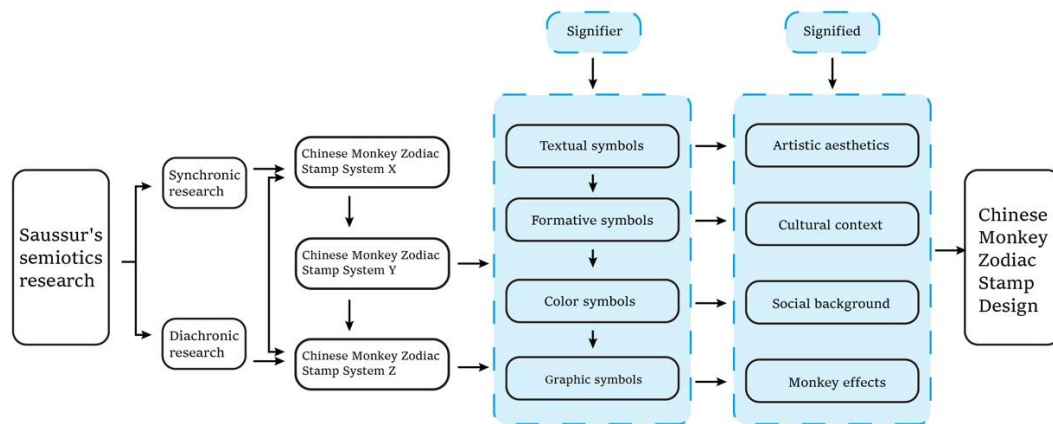 Signifier
Signified
Saussur's
semiotics
research
Synchronic
research
Diachronic
research
Chinese Monkey Zodiac
Stamp System X
Chinese Monkey Zodiac
Stamp System Y
Chinese Monkey Zodiac
Stamp System Z
Textual symbols
Formative symbols
Color symbols
Graphic symbols
Artistic aesthetics
Cultural context
Social background
Monkey effects
Chinese
Monkey
Zodiac
Stamp
Design